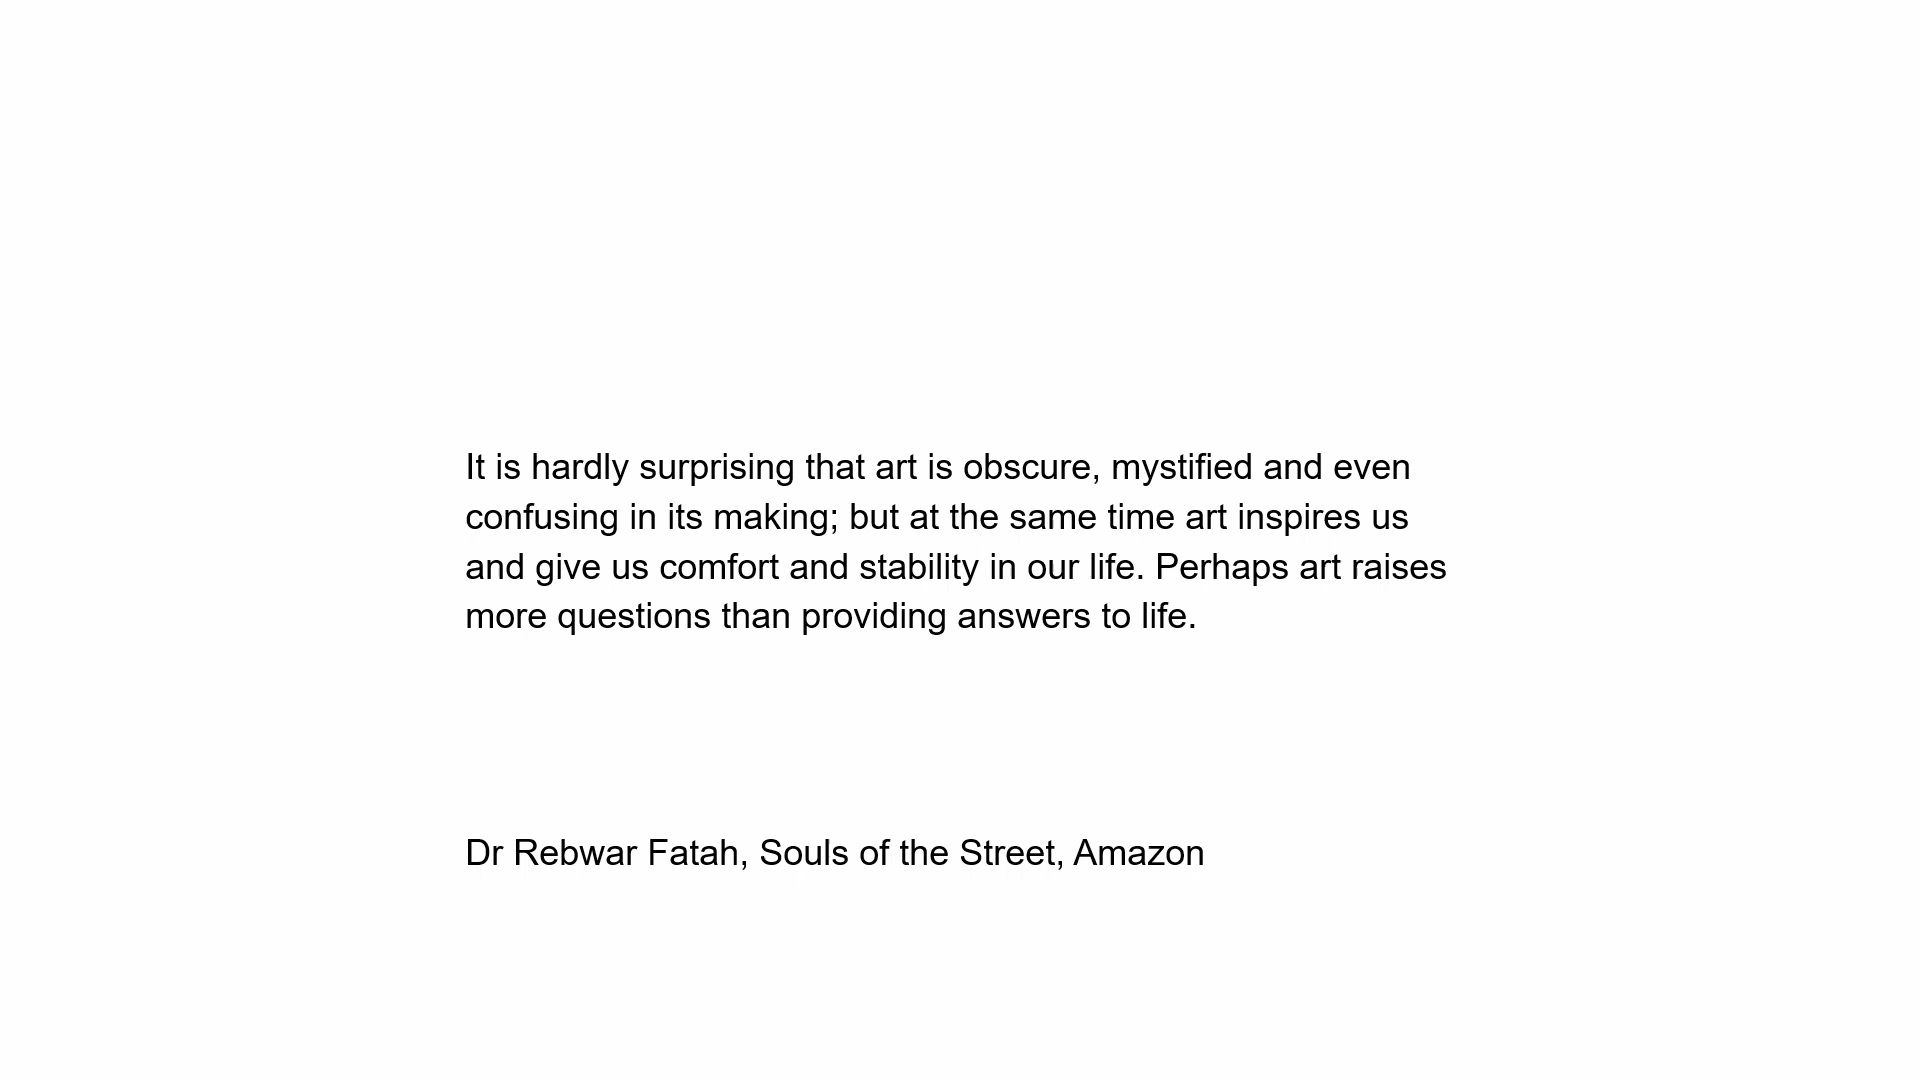 It is hardly surprising that art is obscure, mystified and even
confusing in its making; but at the same time art inspires us
and give us comfort and stability in our life. Perhaps art raises
more questions than providing answers to life.
Dr Rebwar Fatah, Souls of the Street, Amazon